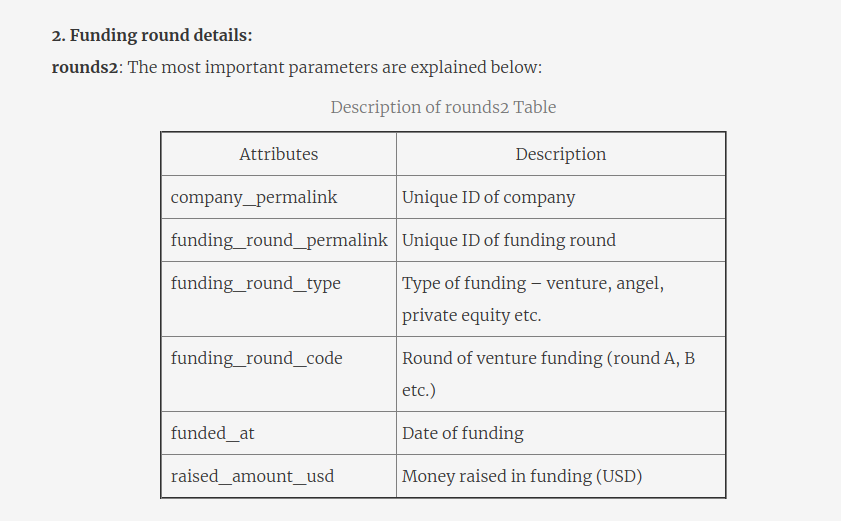 2. Funding round details:
rounds2: The most important parameters are explained below:
Description of rounds2 Table
Attributes Description
company_permalink Unique ID of company
funding_round_permalink Unique ID of funding round
funding_round_type Type of funding – venture, angel,
private equity etc.
funding_round_code Round of venture funding (round A, B
etc.)
funded_at Date of funding
raised_amount_usd Money raised in funding (USD)